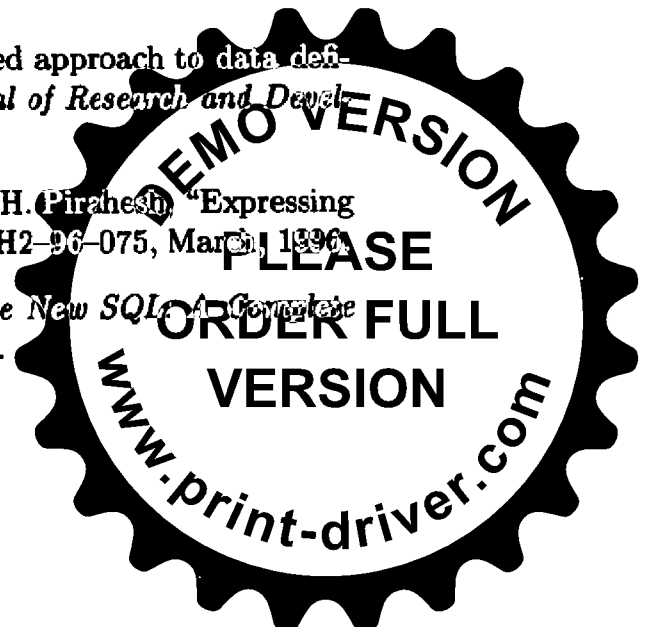 ed approach to data defi-
al of Research and Devel-
H. Pirahesh, "Expressing
H2–96–075, March, 1996.
e New SQL: A Complete
.
DEMO VERSION
PLEASE
ORDER FULL
VERSION
www.print-driver.com